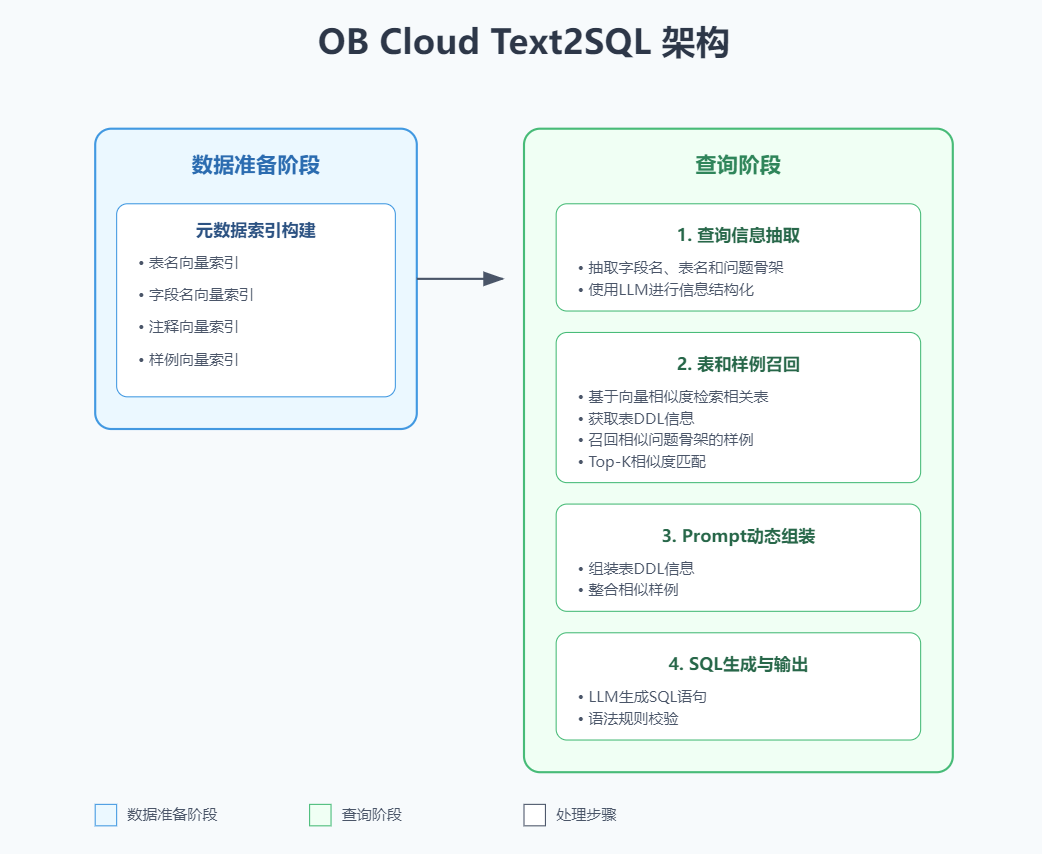 OB Cloud Text2SQL 架构
数据准备阶段
元数据索引构建
• 表名向量索引
• 字段名向量索引
• 注释向量索引
• 样例向量索引
查询阶段
1. 查询信息抽取
• 抽取字段名、表名和问题骨架
• 使用LLM进行信息结构化
2. 表和样例召回
• 基于向量相似度检索相关表
• 获取表DDL信息
• 召回相似问题骨架的样例
• Top-K相似度匹配
3. Prompt动态组装
• 组装表DDL信息
• 整合相似样例
4. SQL生成与输出
• LLM生成SQL语句
• 语法规则校验
数据准备阶段
查询阶段
处理步骤